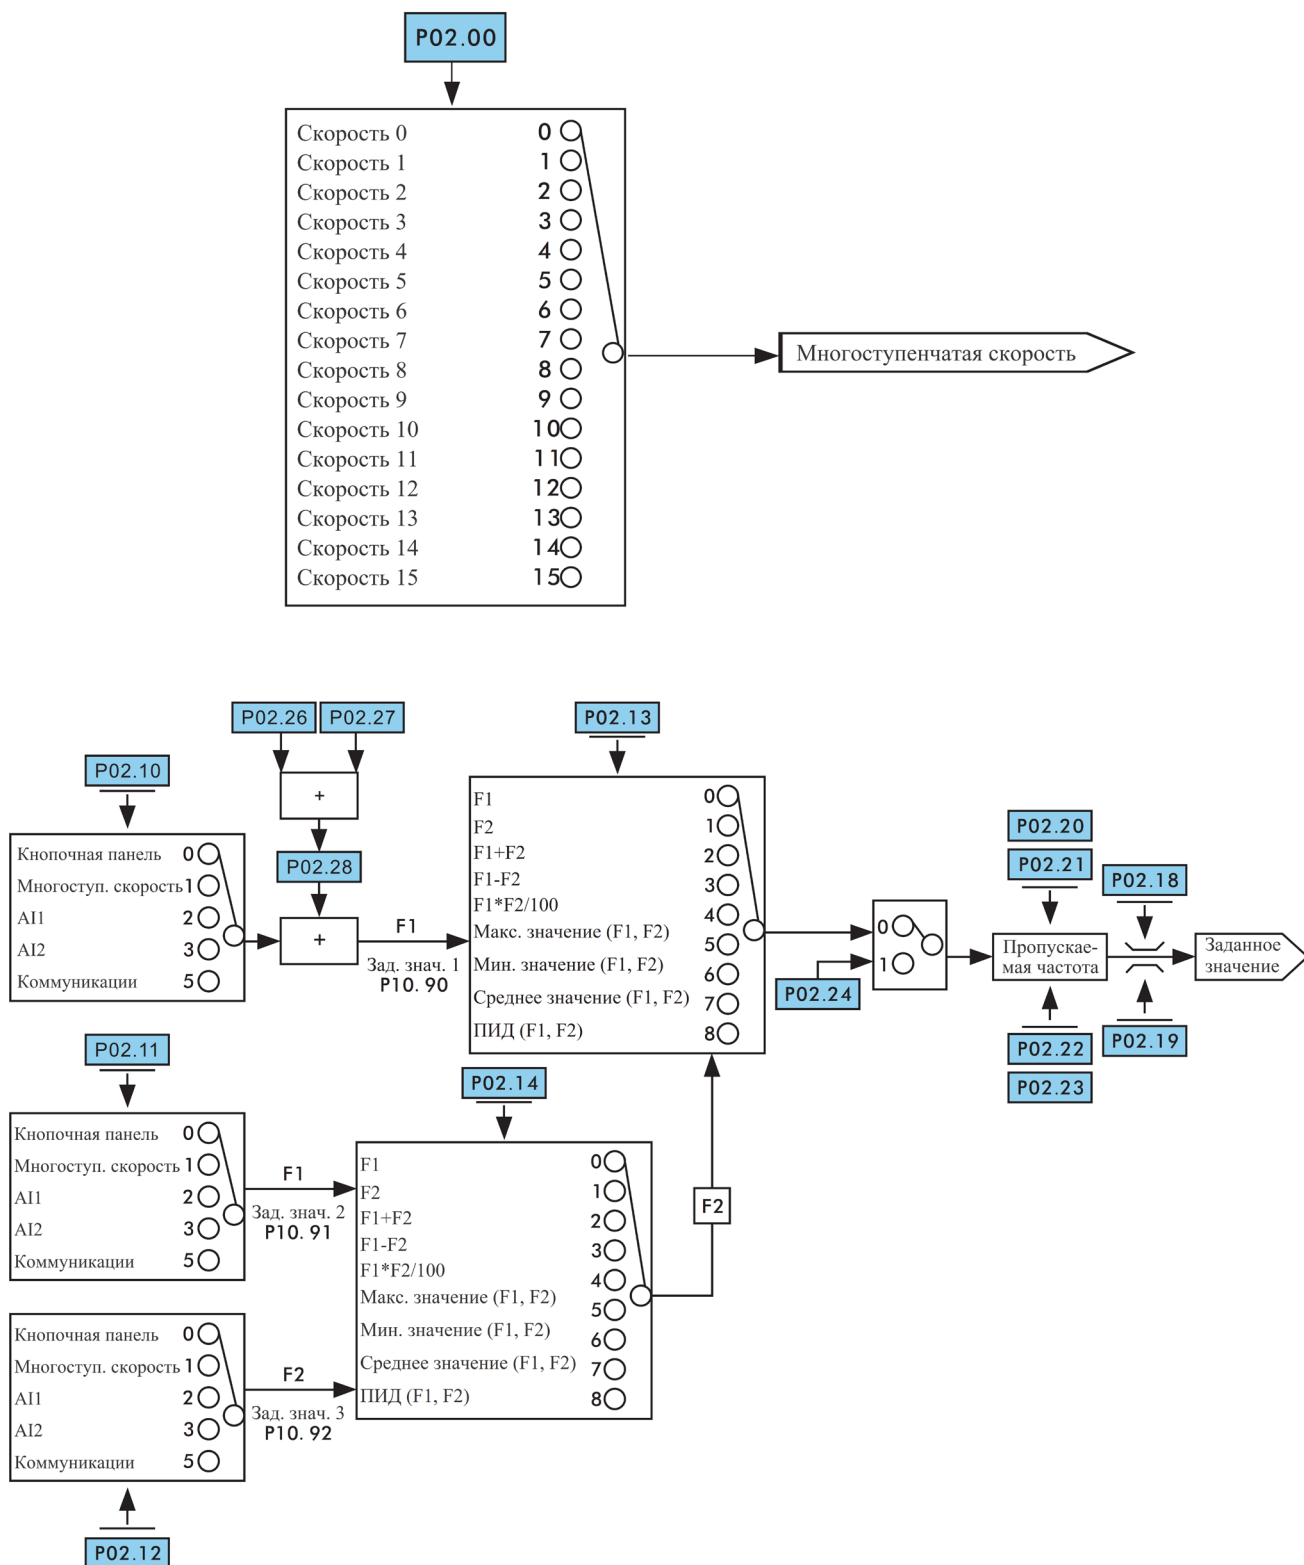 P02.00
Скорость 0 0
Скорость 1 1
Скорость 2 2
Скорость 3 3
Скорость 4 4
Скорость 5 5
Скорость 6 6
Скорость 7 7
Скорость 8 8
Скорость 9 9
Скорость 10 10
Скорость 11 11
Скорость 12 12
Скорость 13 13
Скорость 14 14
Скорость 15 15
Многоступенчатая скорость
P02.26 P02.27
+
P02.28
+
P02.10
Кнопочная панель 0
Многоступ. скорость 1
AI1 2
AI2 3
Коммуникации 5
F1
Зад. знач. 1
P10.90
P02.13
F1 0
F2 1
F1+F2 2
F1-F2 3
F1*F2/100 4
Макс. значение (F1, F2) 5
Мин. значение (F1, F2) 6
Среднее значение (F1, F2) 7
ПИД (F1, F2) 8
0
1
P02.24
P02.20
P02.21
Пропускае-
мая частота
P02.22
P02.23
P02.18
P02.19
Заданное
значение
P02.11
Кнопочная панель 0
Многоступ. скорость 1
AI1 2
AI2 3
Коммуникации 5
F1
Зад. знач. 2
P10.91
P02.14
F1 0
F2 1
F1+F2 2
F1-F2 3
F1*F2/100 4
Макс. значение (F1, F2) 5
Мин. значение (F1, F2) 6
Среднее значение (F1, F2) 7
ПИД (F1, F2) 8
F2
Кнопочная панель 0
Многоступ. скорость 1
AI1 2
AI2 3
Коммуникации 5
F2
Зад. знач. 3
P10.92
P02.12